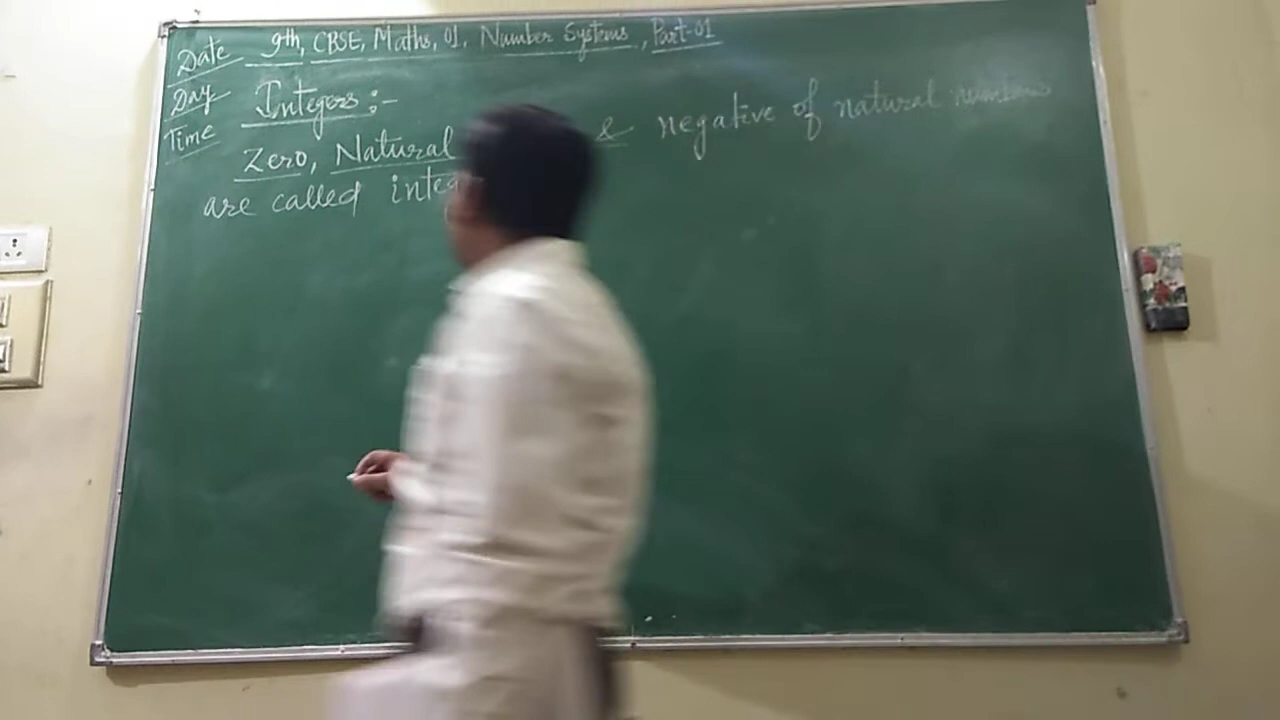 Date 9th, CBSE, Maths, 01, Number Systems, Part-01
Day Integers :-
Time
Zero, Natural & negative of natural numbers
are called